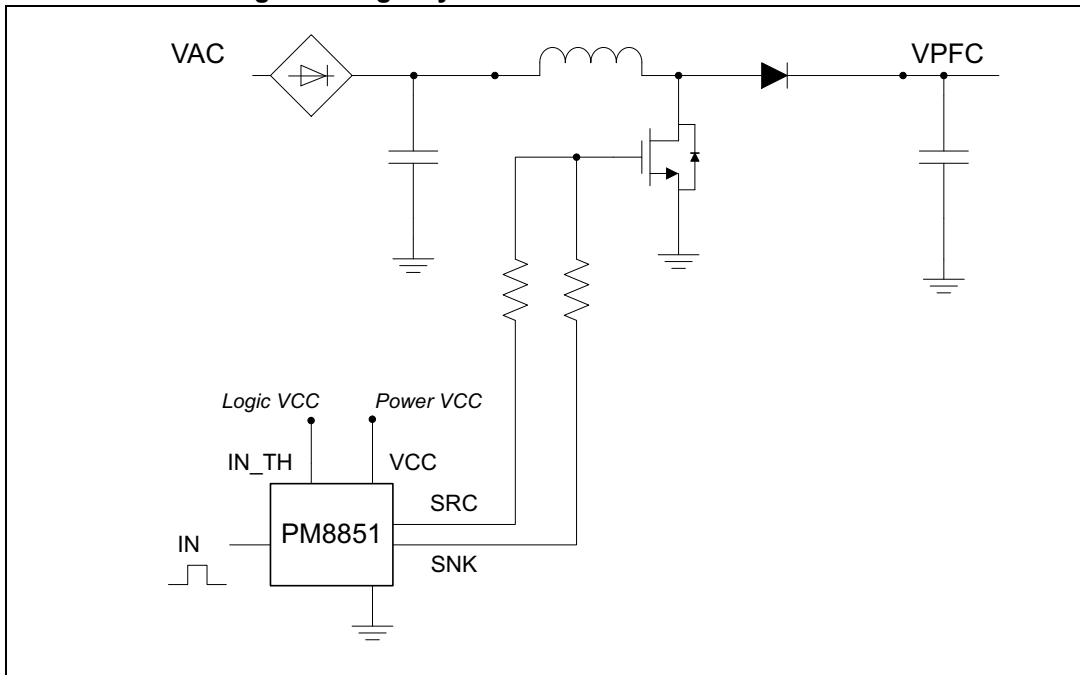 VAC
VPFC
Logic VCC
Power VCC
IN_TH
VCC
SRC
PM8851
IN
SNK